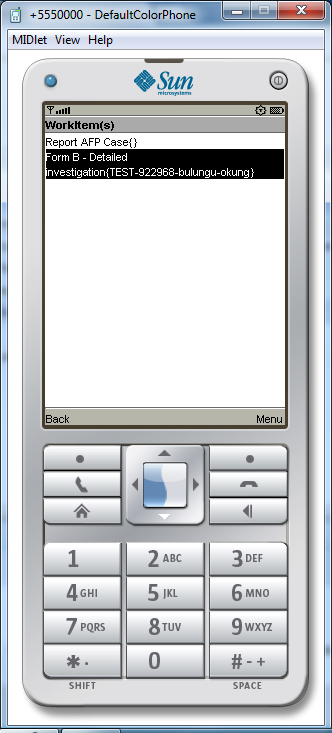 +5550000 - DefaultColorPhone
MIDlet View Help
Sun
microsystems
WorkItem(s)
Report AFP Case{}
Form B - Detailed
investigation{TEST-922968-bulungu-okung}
Back Menu
1 2 ABC 3 DEF
4 GHI 5 JKL 6 MNO
7 PQRS 8 TUV 9 WXYZ
* . 0 # - +
SHIFT SPACE